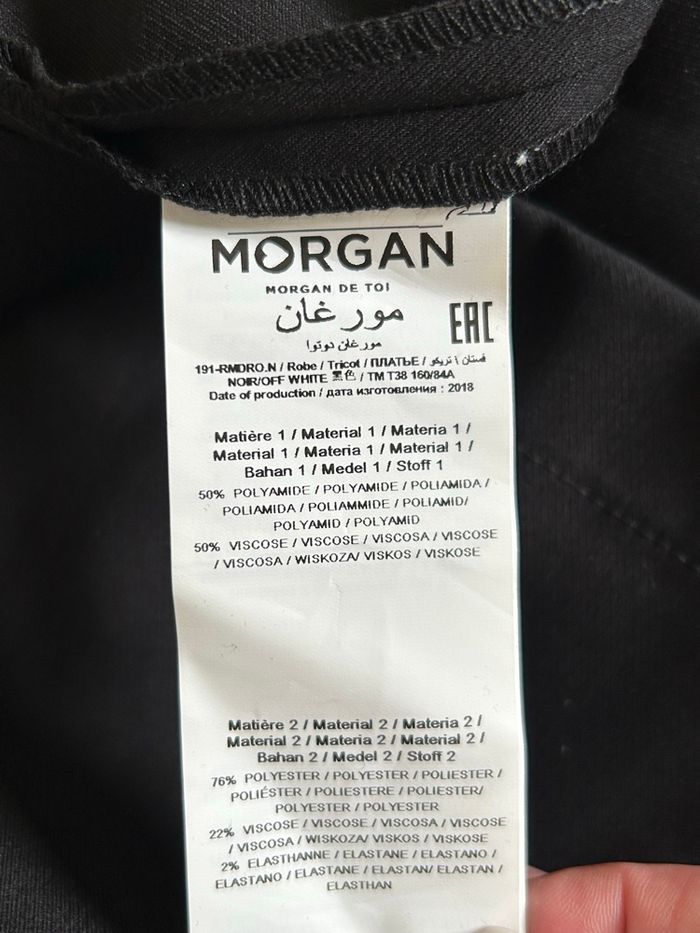 MORGAN
MORGAN DE TOI
مورغان
مورغان دوتوا
EAC
191-RMDRO.N / Robe / Tricot / ПЛАТЬЕ / فستان \ تريكو
NOIR/OFF WHITE 黑色 / TM T38 160/84A
Date of production / дата изготовления : 2018
Matière 1 / Material 1 / Materia 1 /
Material 1 / Materia 1 / Material 1 /
Bahan 1 / Medel 1 / Stoff 1
50% POLYAMIDE / POLYAMIDE / POLIAMIDA /
POLIAMIDA / POLIAMMIDE / POLIAMID/
POLYAMID / POLYAMID
50% VISCOSE / VISCOSE / VISCOSA / VISCOSE
/ VISCOSA / WISKOZA/ VISKOS / VISKOSE
Matière 2 / Material 2 / Materia 2 /
Material 2 / Materia 2 / Material 2 /
Bahan 2 / Medel 2 / Stoff 2
76% POLYESTER / POLYESTER / POLIESTER /
POLIÉSTER / POLIESTERE / POLIESTER/
POLYESTER / POLYESTER
22% VISCOSE / VISCOSE / VISCOSA / VISCOSE
/ VISCOSA / WISKOZA/ VISKOS / VISKOSE
2% ELASTHANNE / ELASTANE / ELASTANO /
ELASTANO / ELASTANE / ELASTAN/ ELASTAN /
ELASTHAN